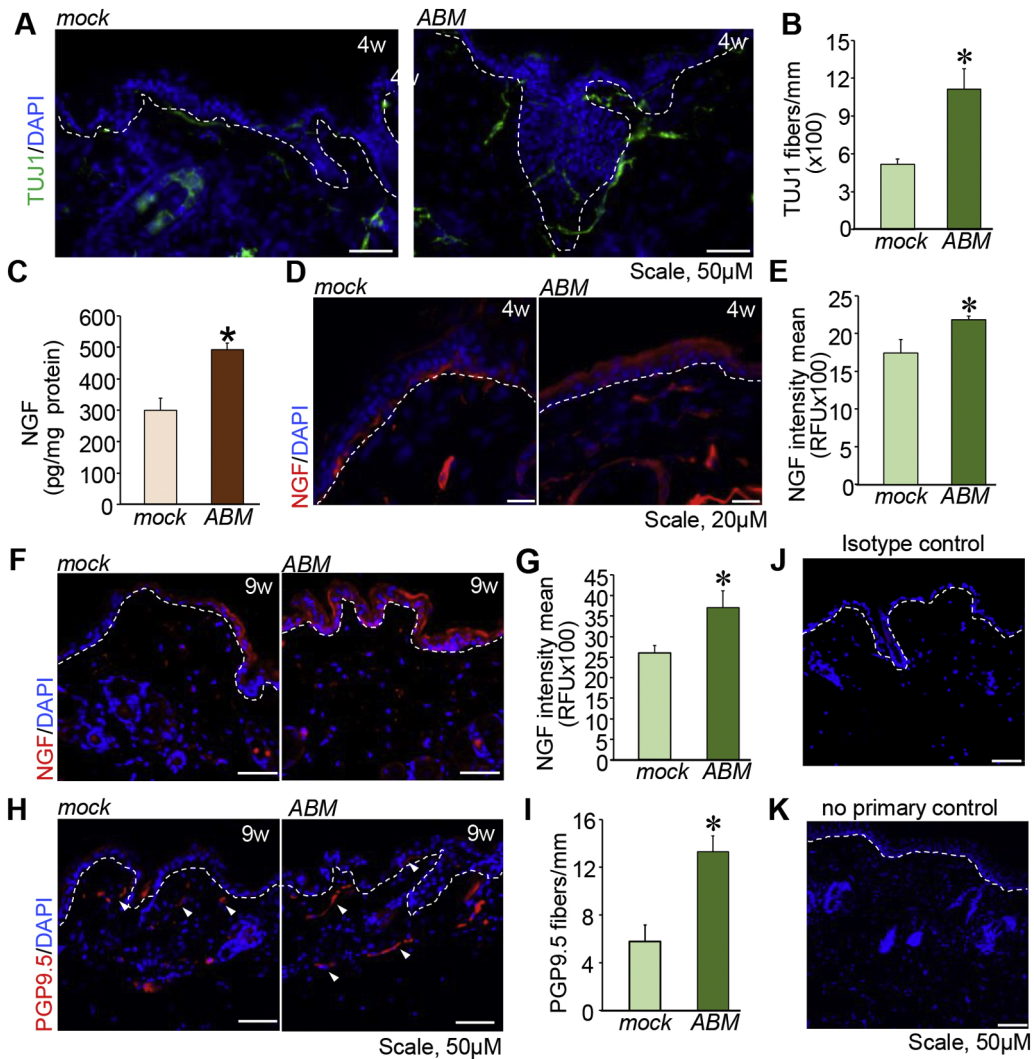 A
mock
ABM
4w
4w
4w
TUJ1/DAPI
Scale, 50µM
B
TUJ1 fibers/mm
(x100)
15
12
9
6
3
0
*
mock
ABM
C
NGF
(pg/mg protein)
600
500
400
300
200
100
0
*
mock
ABM
D
mock
ABM
4w
4w
NGF/DAPI
Scale, 20µM
E
NGF intensity mean
(RFUx100)
25
20
15
10
5
0
*
mock
ABM
F
mock
ABM
9w
9w
NGF/DAPI
G
NGF intensity mean
(RFUx100)
45
40
35
30
25
20
15
10
5
0
*
mock
ABM
J
Isotype control
H
mock
ABM
9w
9w
PGP9.5/DAPI
Scale, 50µM
I
PGP9.5 fibers/mm
16
12
8
4
0
*
mock
ABM
K
no primary control
Scale, 50µM